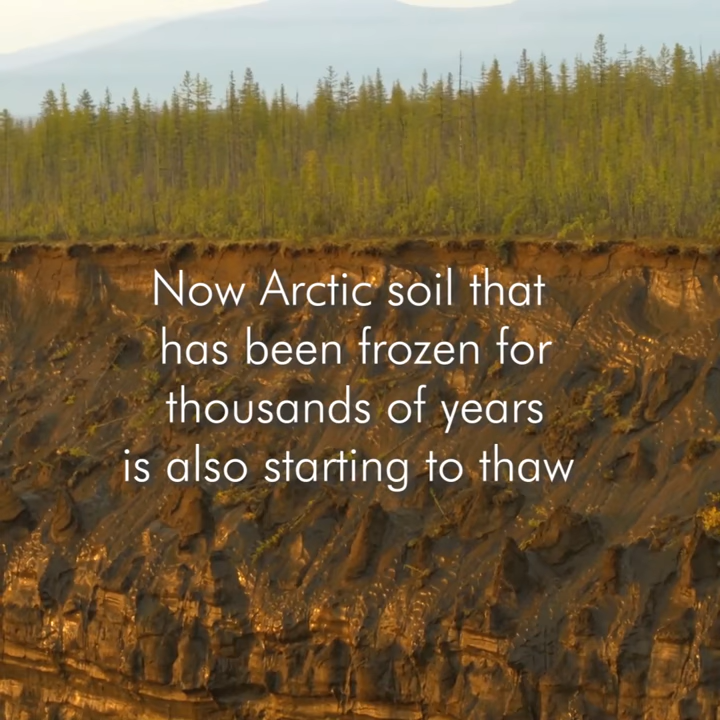 Now Arctic soil that
has been frozen for
thousands of years
is also starting to thaw